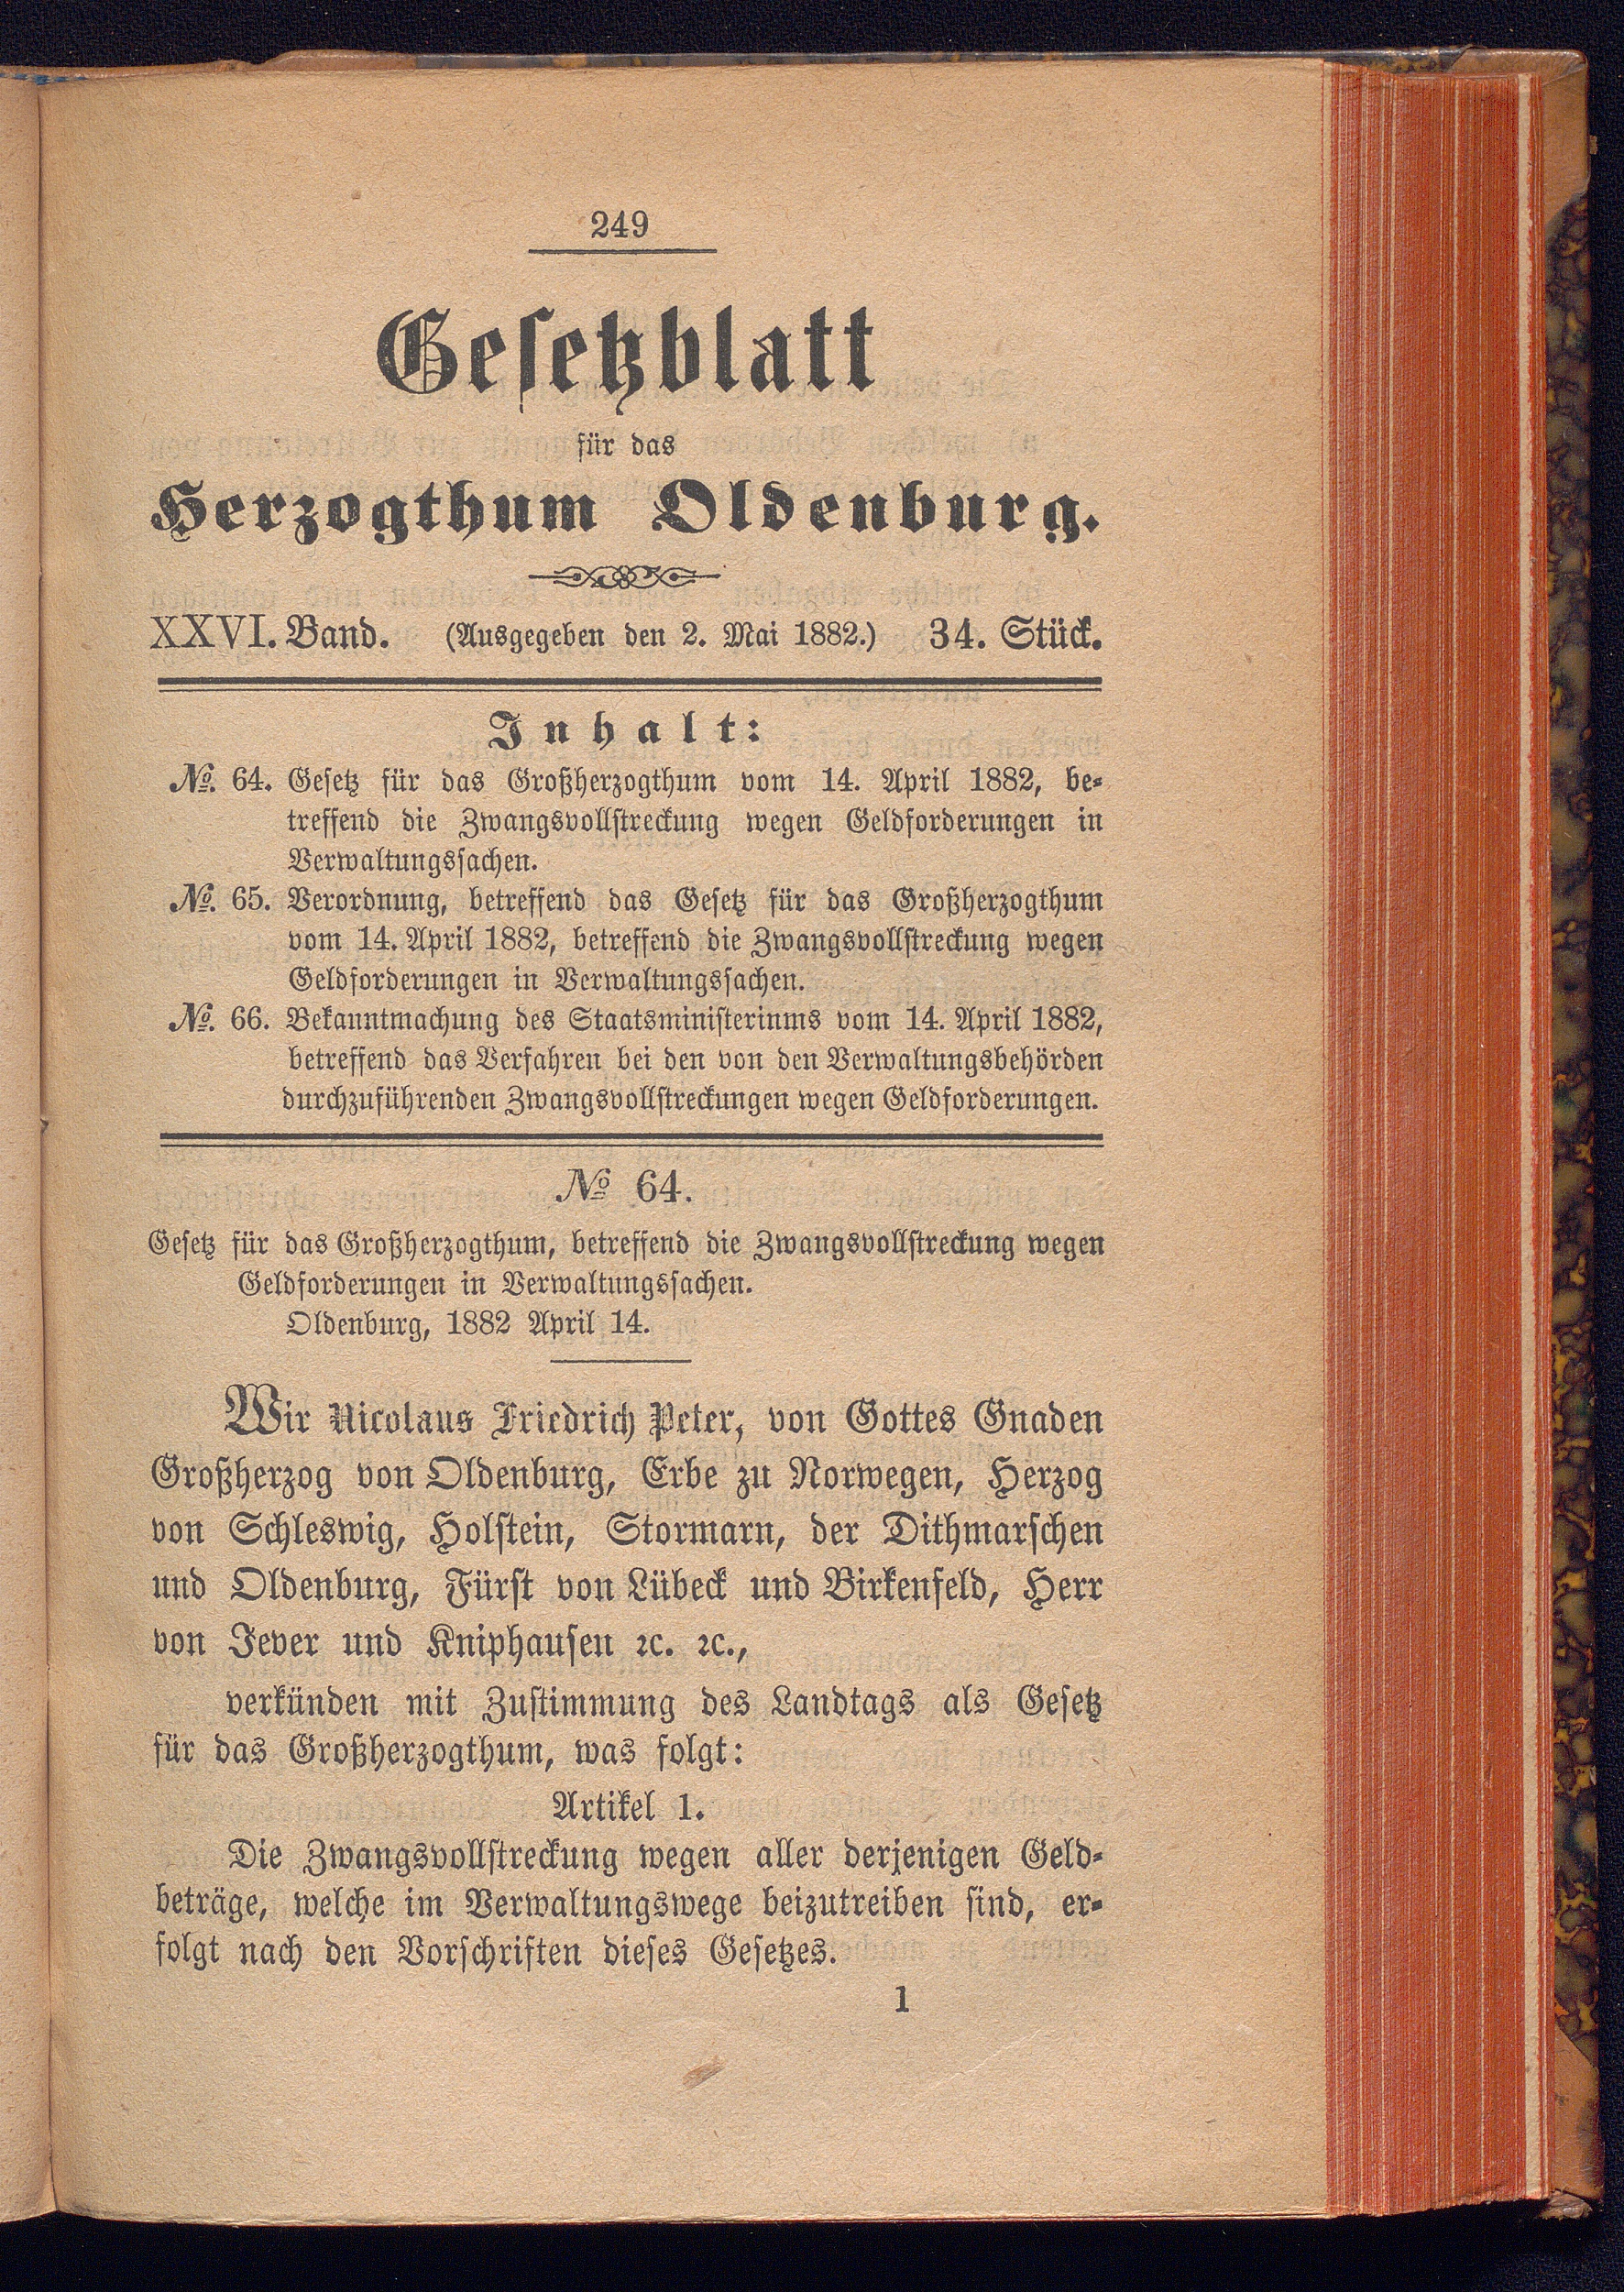 249
Gesetzblatt
für das
Herzogthum Oldenburg.
XXVI. Band. (Ausgegeben den 2. Mai 1882.) 34. Stück.
Inhalt:
№. 64. Gesetz für das Großherzogthum vom 14. April 1882, be-
treffend die Zwangsvollstreckung wegen Geldforderungen in
Verwaltungssachen.
№. 65. Verordnung, betreffend das Gesetz für das Großherzogthum
vom 14. April 1882, betreffend die Zwangsvollstreckung wegen
Geldforderungen in Verwaltungssachen.
№. 66. Bekanntmachung des Staatsministeriums vom 14. April 1882,
betreffend das Verfahren bei den von den Verwaltungsbehörden
durchzuführenden Zwangsvollstreckungen wegen Geldforderungen.
№ 64.
Gesetz für das Großherzogthum, betreffend die Zwangsvollstreckung wegen
Geldforderungen in Verwaltungssachen.
Oldenburg, 1882 April 14.
Wir Nicolaus Friedrich Peter, von Gottes Gnaden
Großherzog von Oldenburg, Erbe zu Norwegen, Herzog
von Schleswig, Holstein, Stormarn, der Dithmarschen
und Oldenburg, Fürst von Lübeck und Birkenfeld, Herr
von Jever und Kniphausen ꝛc. ꝛc.,
verkünden mit Zustimmung des Landtags als Gesetz
für das Großherzogthum, was folgt:
Artikel 1.
Die Zwangsvollstreckung wegen aller derjenigen Geld-
beträge, welche im Verwaltungswege beizutreiben sind, er-
folgt nach den Vorschriften dieses Gesetzes.
1